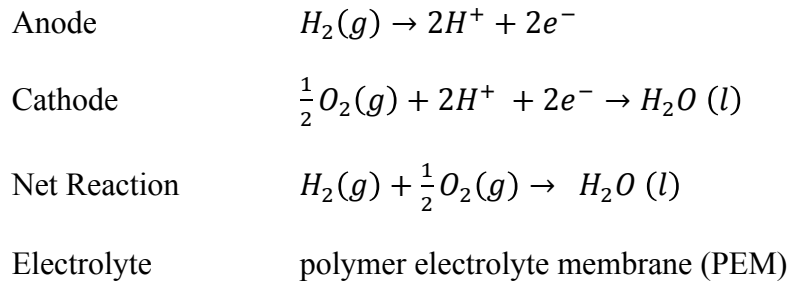 Anode H₂(g) → 2H⁺ + 2e⁻
Cathode ½O₂(g) + 2H⁺ + 2e⁻ → H₂O (l)
Net Reaction H₂(g) + ½O₂(g) → H₂O (l)
Electrolyte polymer electrolyte membrane (PEM)